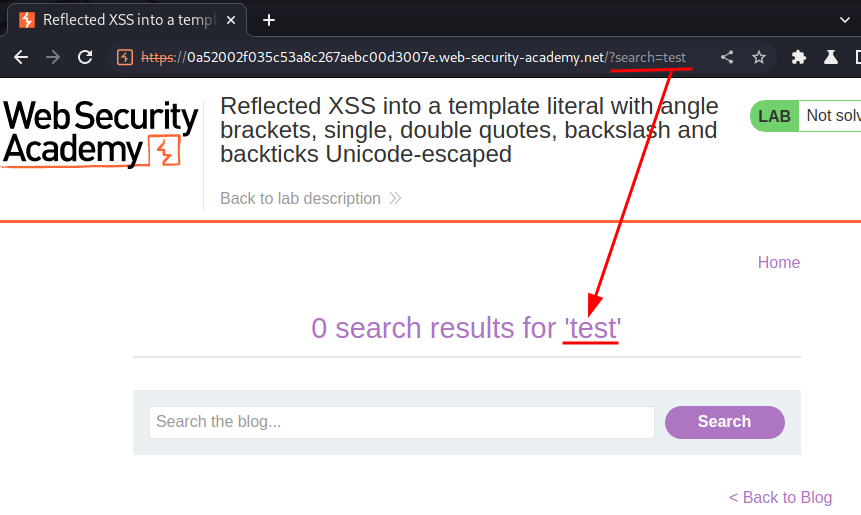 Reflected XSS into a templ
https://0a52002f035c53a8c267aebc00d3007e.web-security-academy.net/?search=test
Web Security
Academy
Reflected XSS into a template literal with angle
brackets, single, double quotes, backslash and
backticks Unicode-escaped
LAB Not solv
Back to lab description
Home
0 search results for 'test'
Search the blog...
Search
< Back to Blog